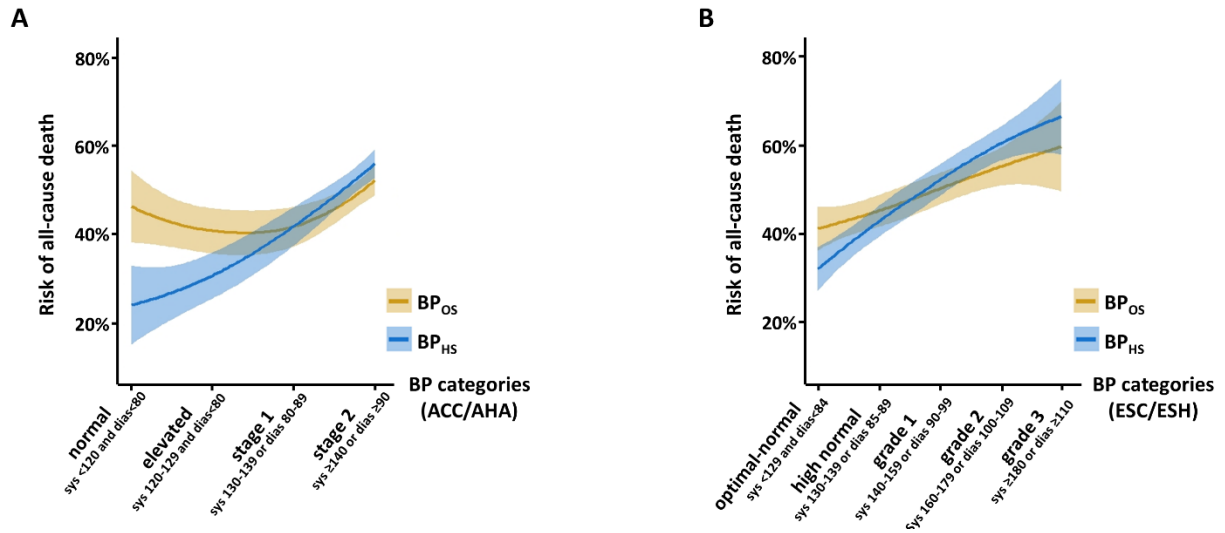 A
80%
60%
40%
20%
Risk of all-cause death
BPOS
BPHS
BP categories
(ACC/AHA)
normal
sys <120 and dias<80
elevated
sys 120-129 and dias<80
stage 1
sys 130-139 or dias 80-89
stage 2
sys ≥140 or dias ≥90
B
80%
60%
40%
20%
Risk of all-cause death
BPOS
BPHS
BP categories
(ESC/ESH)
optimal-normal
sys <129 and dias<84
high normal
sys 130-139 or dias 85-89
grade 1
sys 140-159 or dias 90-99
grade 2
Sys 160-179 or dias 100-109
grade 3
sys ≥180 or dias ≥110